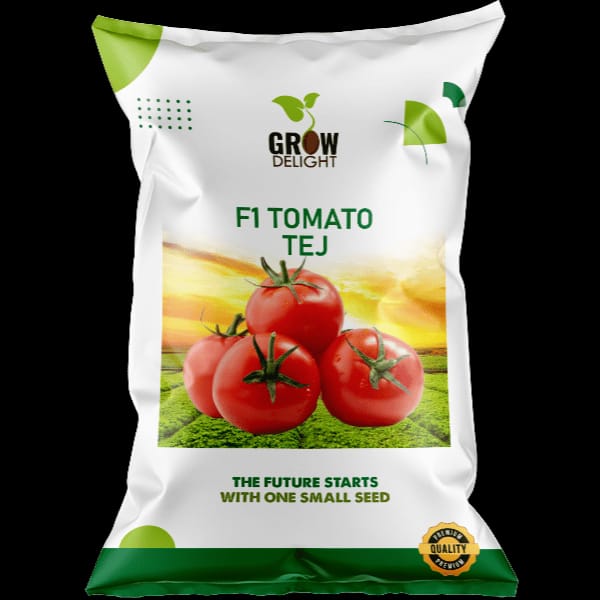 GROW
DELIGHT
F1 TOMATO
TEJ
THE FUTURE STARTS
WITH ONE SMALL SEED
PREMIUM
QUALITY
PREMIUM